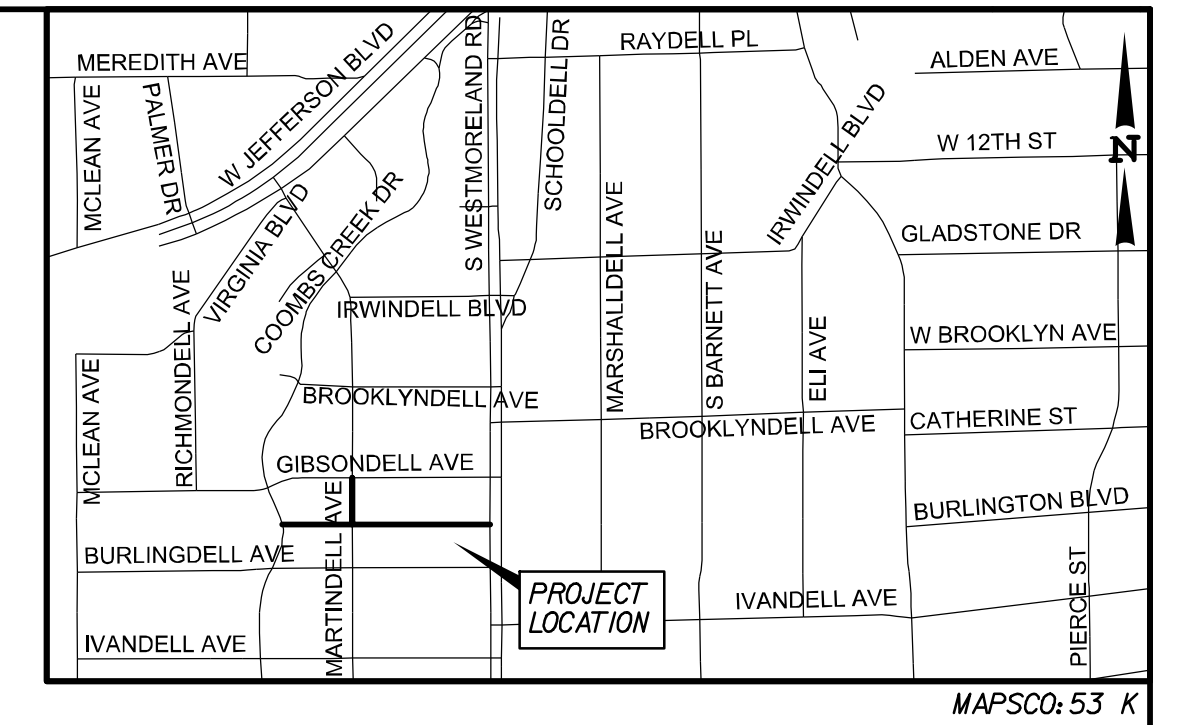 MEREDITH AVE
W JEFFERSON BLVD
S WESTMORELAND RD
SCHOOLDELL DR
RAYDELL PL
ALDEN AVE
MCLEAN AVE
PALMER DR
IRWINDELL BLVD
W 12TH ST
N
VIRGINIA BLVD
COOMBS CREEK DR
MARSHALLDELL AVE
S BARNETT AVE
GLADSTONE DR
RICHMONDELL AVE
IRWINDELL BLVD
ELI AVE
W BROOKLYN AVE
MCLEAN AVE
BROOKLYNDELL AVE
BROOKLYNDELL AVE
CATHERINE ST
GIBSONDELL AVE
MARTINDELL AVE
BURLINGTON BLVD
BURLINGDELL AVE
PROJECT
LOCATION
IVANDELL AVE
PIERCE ST
IVANDELL AVE
MAPSCO: 53 K